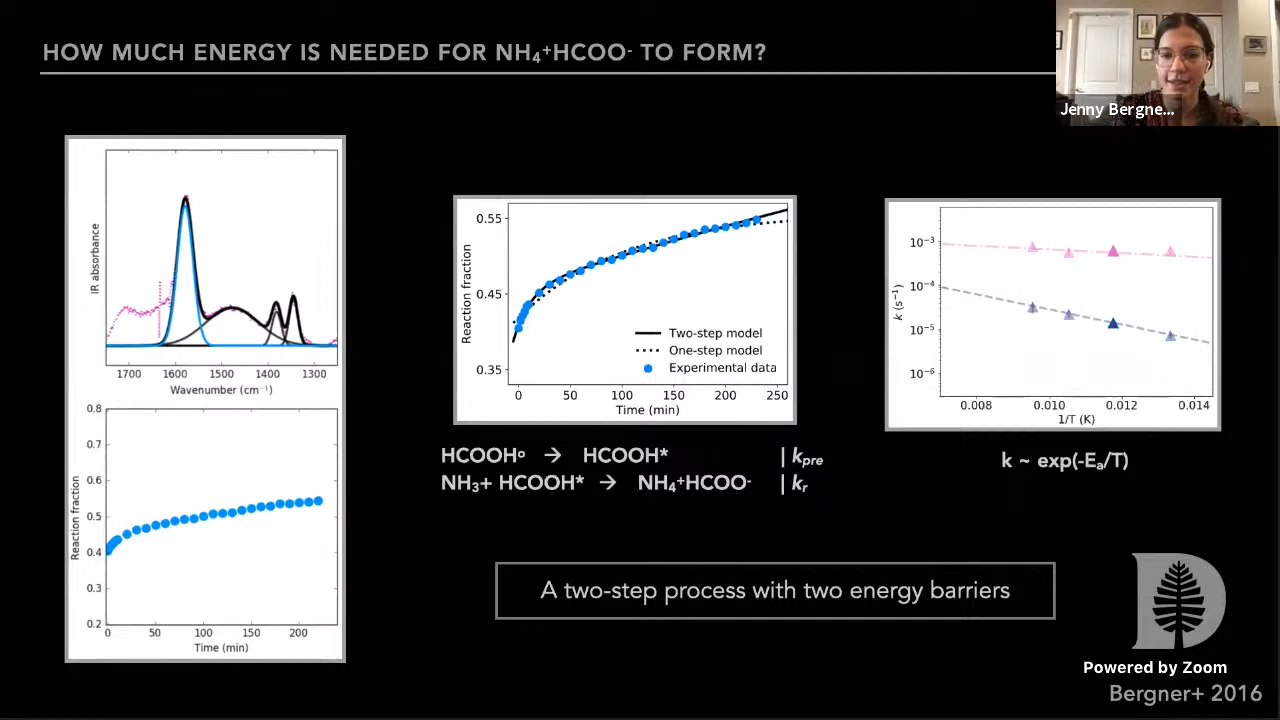 HOW MUCH ENERGY IS NEEDED FOR NH₄⁺HCOO⁻ TO FORM?
Jenny Bergne...
IR absorbance
1700 1600 1500 1400 1300
Wavenumber (cm⁻¹)
0.8
0.7
0.6
0.5
0.4
0.3
0.2
Reaction fraction
0 50 100 150 200
Time (min)
0.55
0.45
0.35
Reaction fraction
Two-step model
One-step model
Experimental data
0 50 100 150 200 250
Time (min)
HCOOH° → HCOOH* | kₚᵣₑ
NH₃+ HCOOH* → NH₄⁺HCOO⁻ | kᵣ
10⁻³
10⁻⁴
10⁻⁵
10⁻⁶
k (s⁻¹)
0.008 0.010 0.012 0.014
1/T (K)
k ~ exp(-Eₐ/T)
A two-step process with two energy barriers
D
Powered by Zoom
Bergner+ 2016